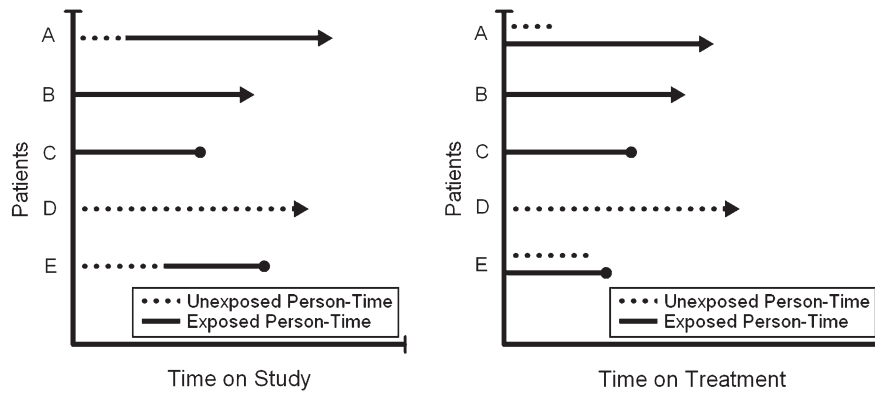 A
B
C
D
E
Patients
Unexposed Person-Time
Exposed Person-Time
Time on Study
A
B
C
D
E
Patients
Unexposed Person-Time
Exposed Person-Time
Time on Treatment